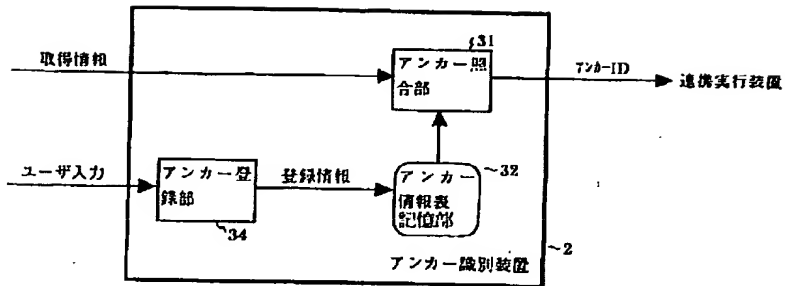 31
取得情報
アンカー照
合部
アンカーID
連携実行装置
ユーザ入力
アンカー登
録部
34
登録情報
アンカー
情報表
記憶部
32
アンカー識別装置
2